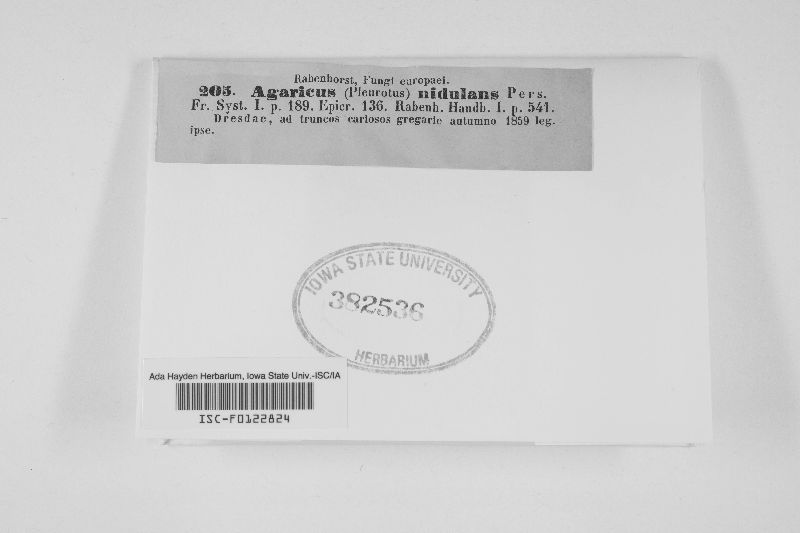 Rabenhorst, Fungi europaei.
205. Agaricus (Pleurotus) nidulans Pers.
Fr. Syst. I. p. 189. Epicr. 136. Rabenh. Handb. I. p. 541.
Dresdae, ad truncos cariosos gregarie autumno 1859 leg.
ipse.
IOWA STATE UNIVERSITY
382536
HERBARIUM
Ada Hayden Herbarium, Iowa State Univ.-ISC/IA
ISC-F0122824